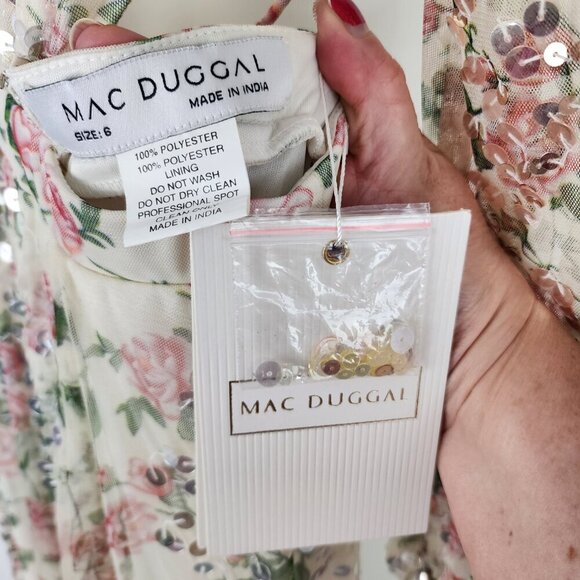 MAC DUGGAL
MADE IN INDIA
SIZE: 6
100% POLYESTER
100% POLYESTER
LINING
DO NOT WASH
DO NOT DRY CLEAN
PROFESSIONAL SPOT
CLEAN ONLY
MADE IN INDIA
MAC DUGGAL